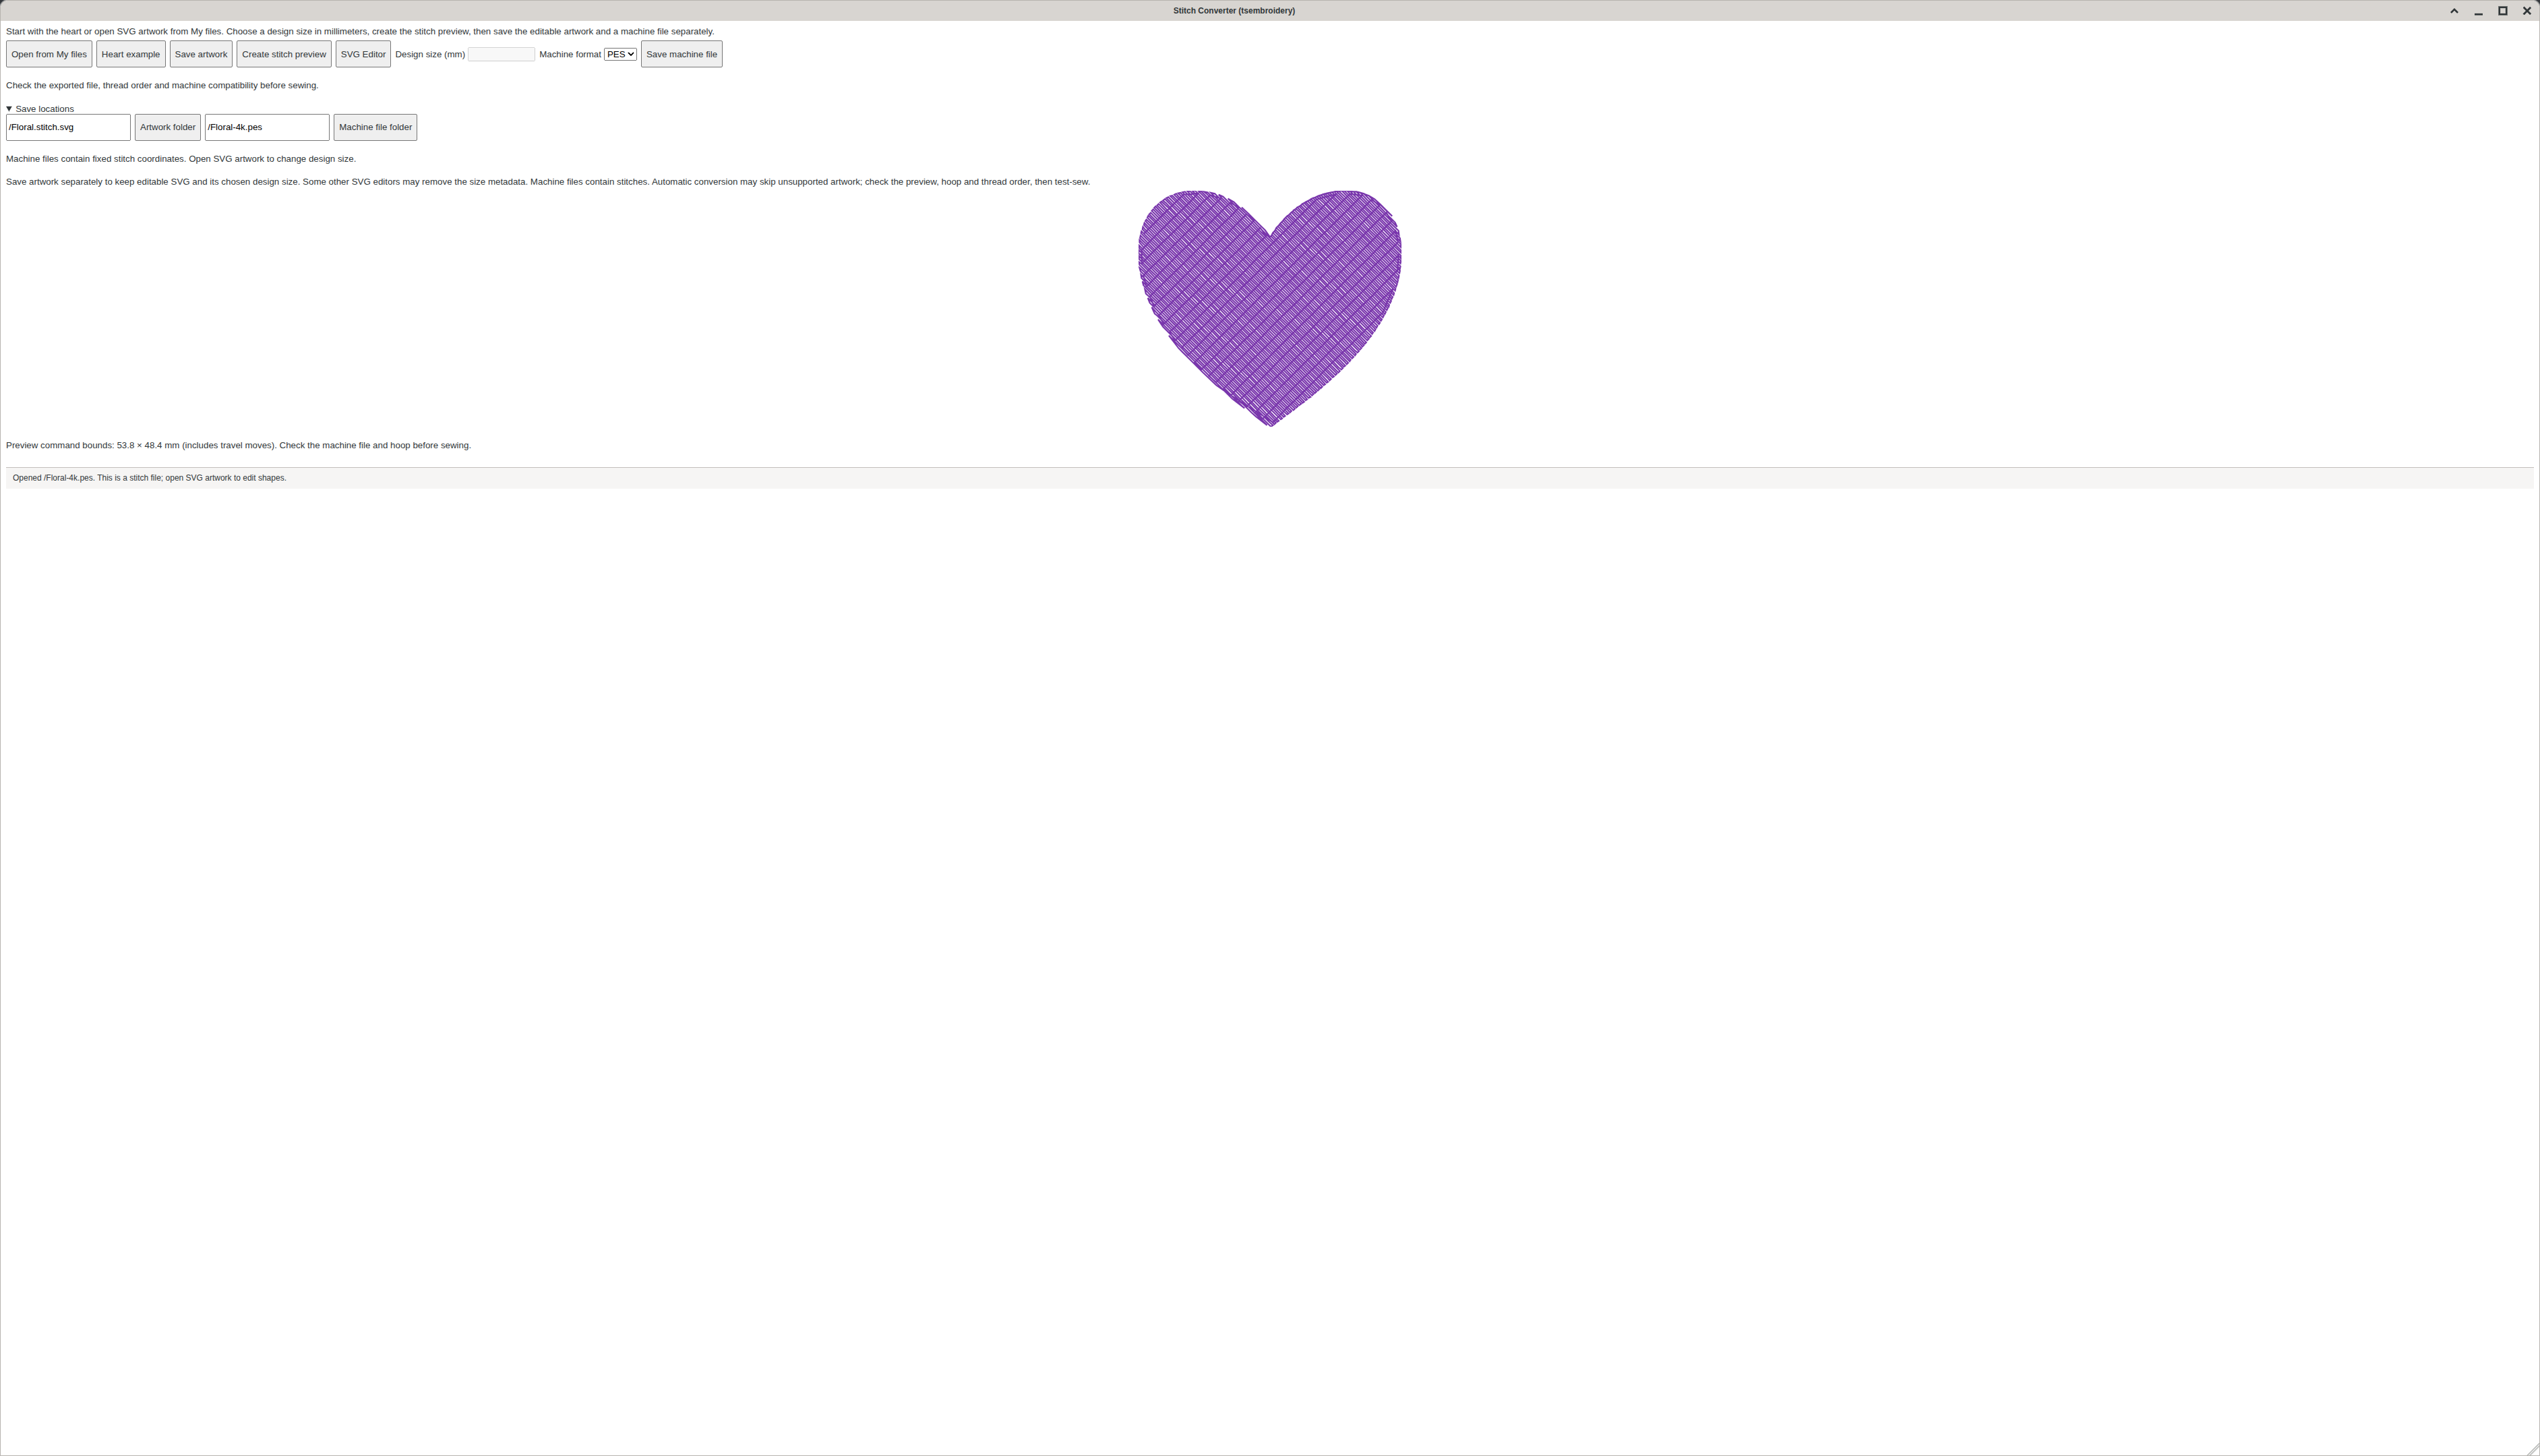 Stitch Converter (tsembroidery)
Start with the heart or open SVG artwork from My files. Choose a design size in millimeters, create the stitch preview, then save the editable artwork and a machine file separately.
Open from My files Heart example Save artwork Create stitch preview SVG Editor Design size (mm) Machine format PES Save machine file
Check the exported file, thread order and machine compatibility before sewing.
Save locations
/Floral.stitch.svg Artwork folder /Floral-4k.pes Machine file folder
Machine files contain fixed stitch coordinates. Open SVG artwork to change design size.
Save artwork separately to keep editable SVG and its chosen design size. Some other SVG editors may remove the size metadata. Machine files contain stitches. Automatic conversion may skip unsupported artwork; check the preview, hoop and thread order, then test-sew.
Preview command bounds: 53.8 × 48.4 mm (includes travel moves). Check the machine file and hoop before sewing.
Opened /Floral-4k.pes. This is a stitch file; open SVG artwork to edit shapes.